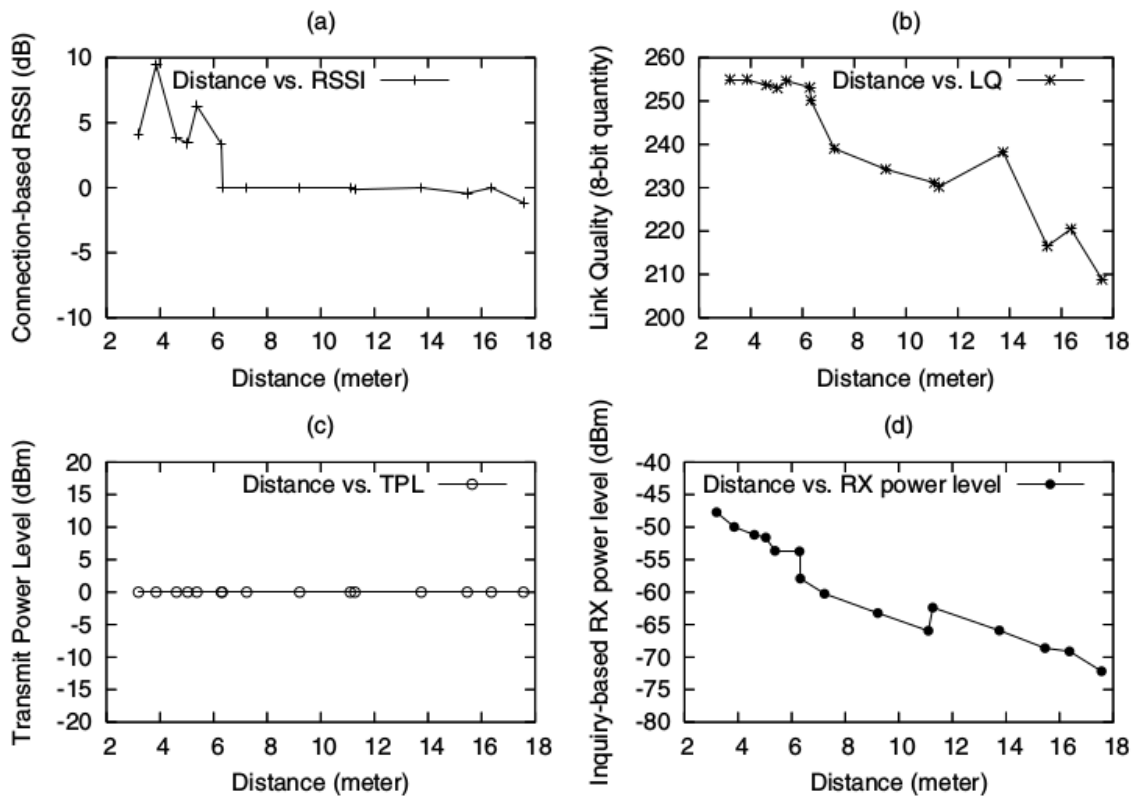 (a)
Connection-based RSSI (dB)
10
5
0
-5
-10
Distance vs. RSSI
2 4 6 8 10 12 14 16 18
Distance (meter)
(b)
Link Quality (8-bit quantity)
260
250
240
230
220
210
200
Distance vs. LQ
2 4 6 8 10 12 14 16 18
Distance (meter)
(c)
Transmit Power Level (dBm)
20
15
10
5
0
-5
-10
-15
-20
Distance vs. TPL
2 4 6 8 10 12 14 16 18
Distance (meter)
(d)
Inquiry-based RX power level (dBm)
-40
-45
-50
-55
-60
-65
-70
-75
-80
Distance vs. RX power level
2 4 6 8 10 12 14 16 18
Distance (meter)